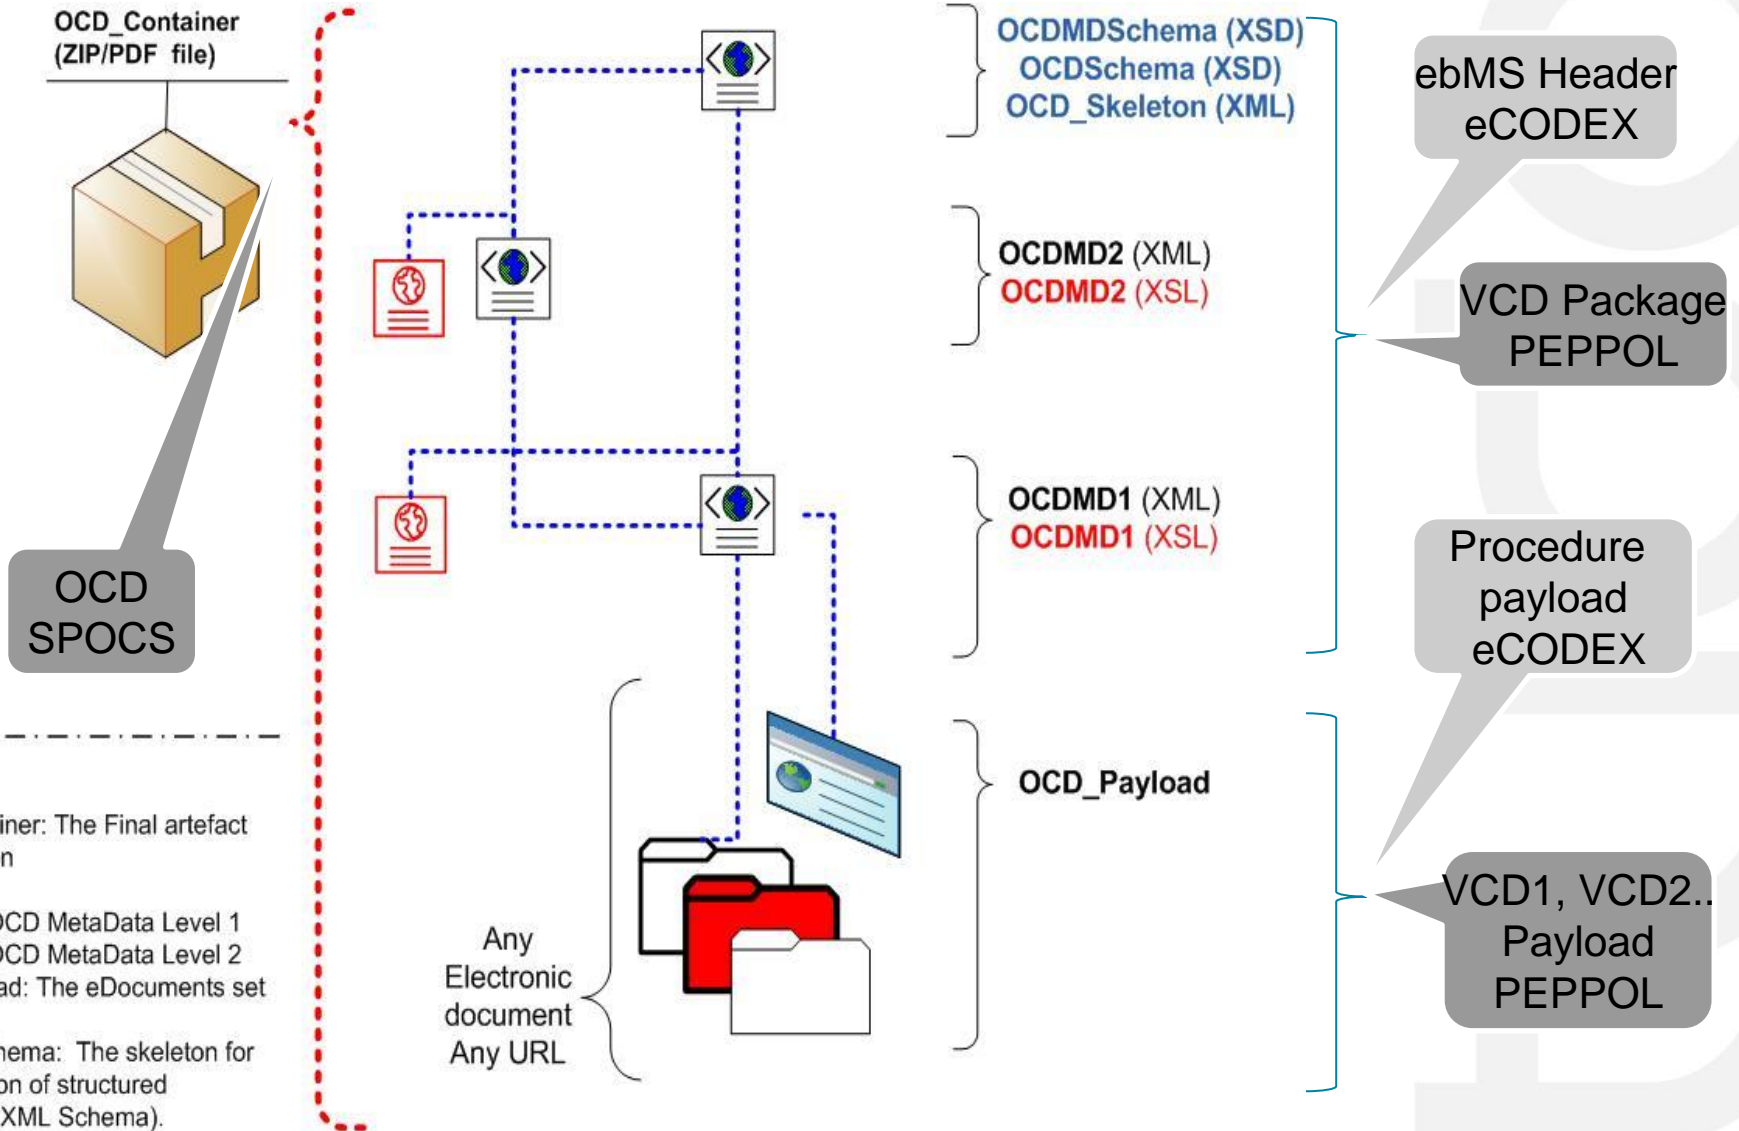 OCD_Container
(ZIP/PDF file)
OCDMDSchema (XSD)
OCDSchema (XSD)
OCD_Skeleton (XML)
ebMS Header
eCODEX
OCDMD2 (XML)
OCDMD2 (XSL)
VCD Package
PEPPOL
OCDMD1 (XML)
OCDMD1 (XSL)
Procedure
payload
eCODEX
OCD
SPOCS
OCD_Payload
VCD1, VCD2..
Payload
PEPPOL
Any
Electronic
document
Any URL
iner: The Final artefact
n
OCD MetaData Level 1
OCD MetaData Level 2
ad: The eDocuments set
hema: The skeleton for
on of structured
XML Schema).